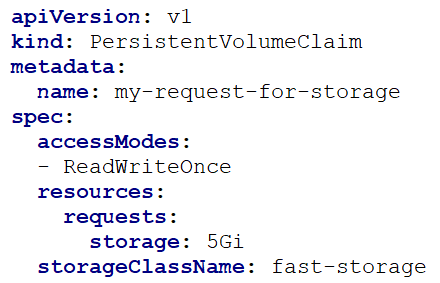 apiVersion: v1
kind: PersistentVolumeClaim
metadata:
  name: my-request-for-storage
spec:
  accessModes:
  - ReadWriteOnce
  resources:
    requests:
      storage: 5Gi
  storageClassName: fast-storage